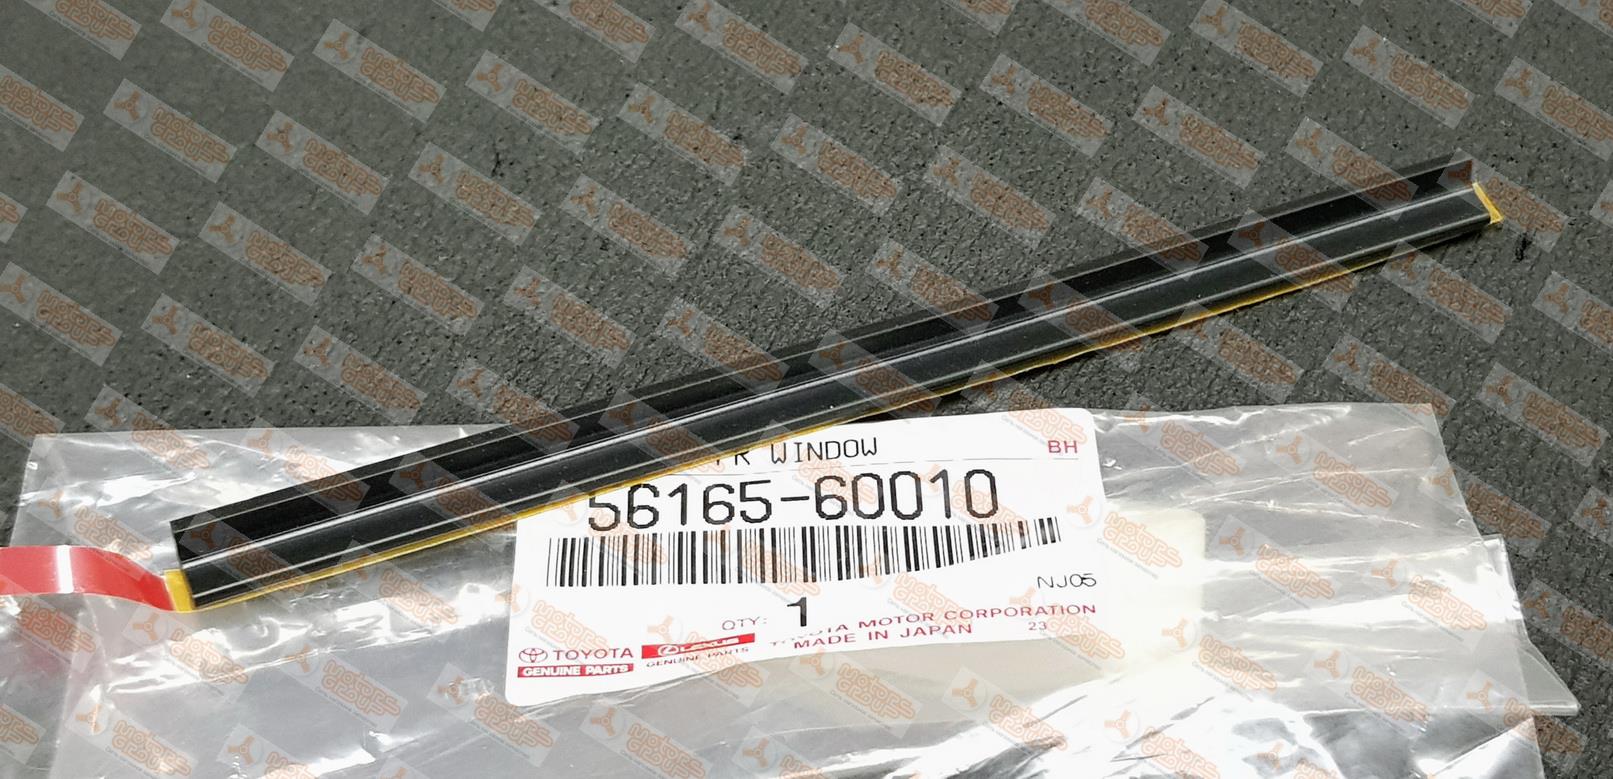 WINDOW
BH
56165-60010
NJ05
QTY: 1
TOYOTA MOTOR CORPORATION
MADE IN JAPAN 23
TOYOTA
GENUINE PARTS
LEXUS
GENUINE PARTS